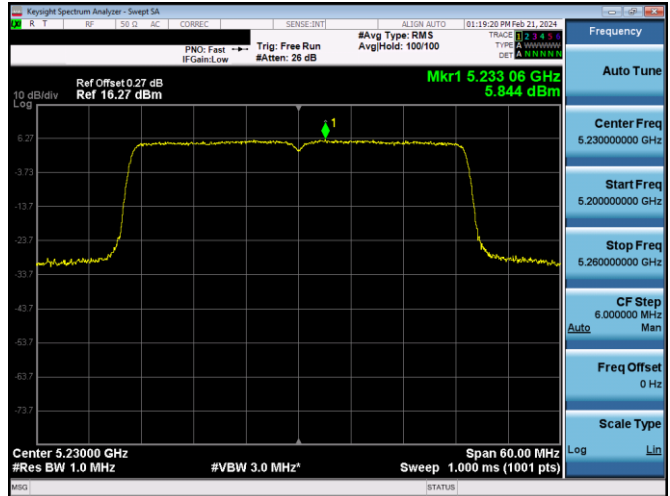 Keysight Spectrum Analyzer - Swept SA
R T RF 50 Ω AC CORREC SENSE:INT ALIGN AUTO 01:19:20 PM Feb 21, 2024
PNO: Fast
IFGain:Low
Trig: Free Run
#Atten: 26 dB
#Avg Type: RMS
Avg|Hold: 100/100
TRACE 1 2 3 4 5 6
TYPE A WWWWW
DET A N N N N N
Ref Offset 0.27 dB
10 dB/div Ref 16.27 dBm
Log
Mkr1 5.233 06 GHz
5.844 dBm
1
6.27
-3.73
-13.7
-23.7
-33.7
-43.7
-53.7
-63.7
-73.7
Center 5.23000 GHz Span 60.00 MHz
#Res BW 1.0 MHz #VBW 3.0 MHz* Sweep 1.000 ms (1001 pts)
MSG STATUS
Frequency
Auto Tune
Center Freq
5.230000000 GHz
Start Freq
5.200000000 GHz
Stop Freq
5.260000000 GHz
CF Step
6.000000 MHz
Auto Man
Freq Offset
0 Hz
Scale Type
Log Lin